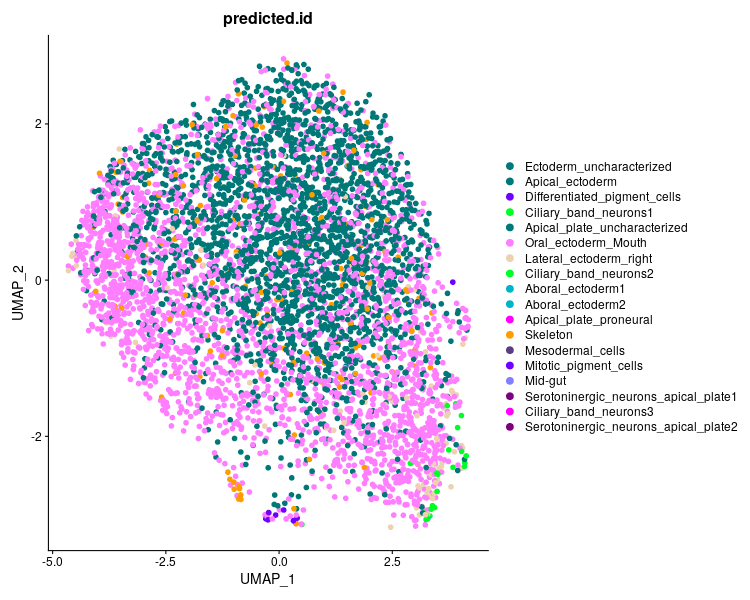 predicted.id
2
0
-2
UMAP_2
-5.0
-2.5
0.0
2.5
UMAP_1
Ectoderm_uncharacterized
Apical_ectoderm
Differentiated_pigment_cells
Ciliary_band_neurons1
Apical_plate_uncharacterized
Oral_ectoderm_Mouth
Lateral_ectoderm_right
Ciliary_band_neurons2
Aboral_ectoderm1
Aboral_ectoderm2
Apical_plate_proneural
Skeleton
Mesodermal_cells
Mitotic_pigment_cells
Mid-gut
Serotoninergic_neurons_apical_plate1
Ciliary_band_neurons3
Serotoninergic_neurons_apical_plate2